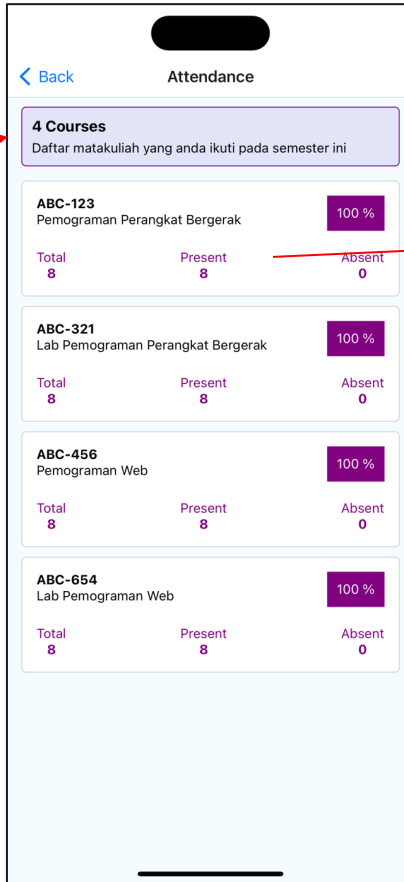 Back
Attendance
4 Courses
Daftar matakuliah yang anda ikuti pada semester ini
ABC-123
Pemograman Perangkat Bergerak
100 %
Total Present Absent
8 8 0
ABC-321
Lab Pemograman Perangkat Bergerak
100 %
Total Present Absent
8 8 0
ABC-456
Pemograman Web
100 %
Total Present Absent
8 8 0
ABC-654
Lab Pemograman Web
100 %
Total Present Absent
8 8 0